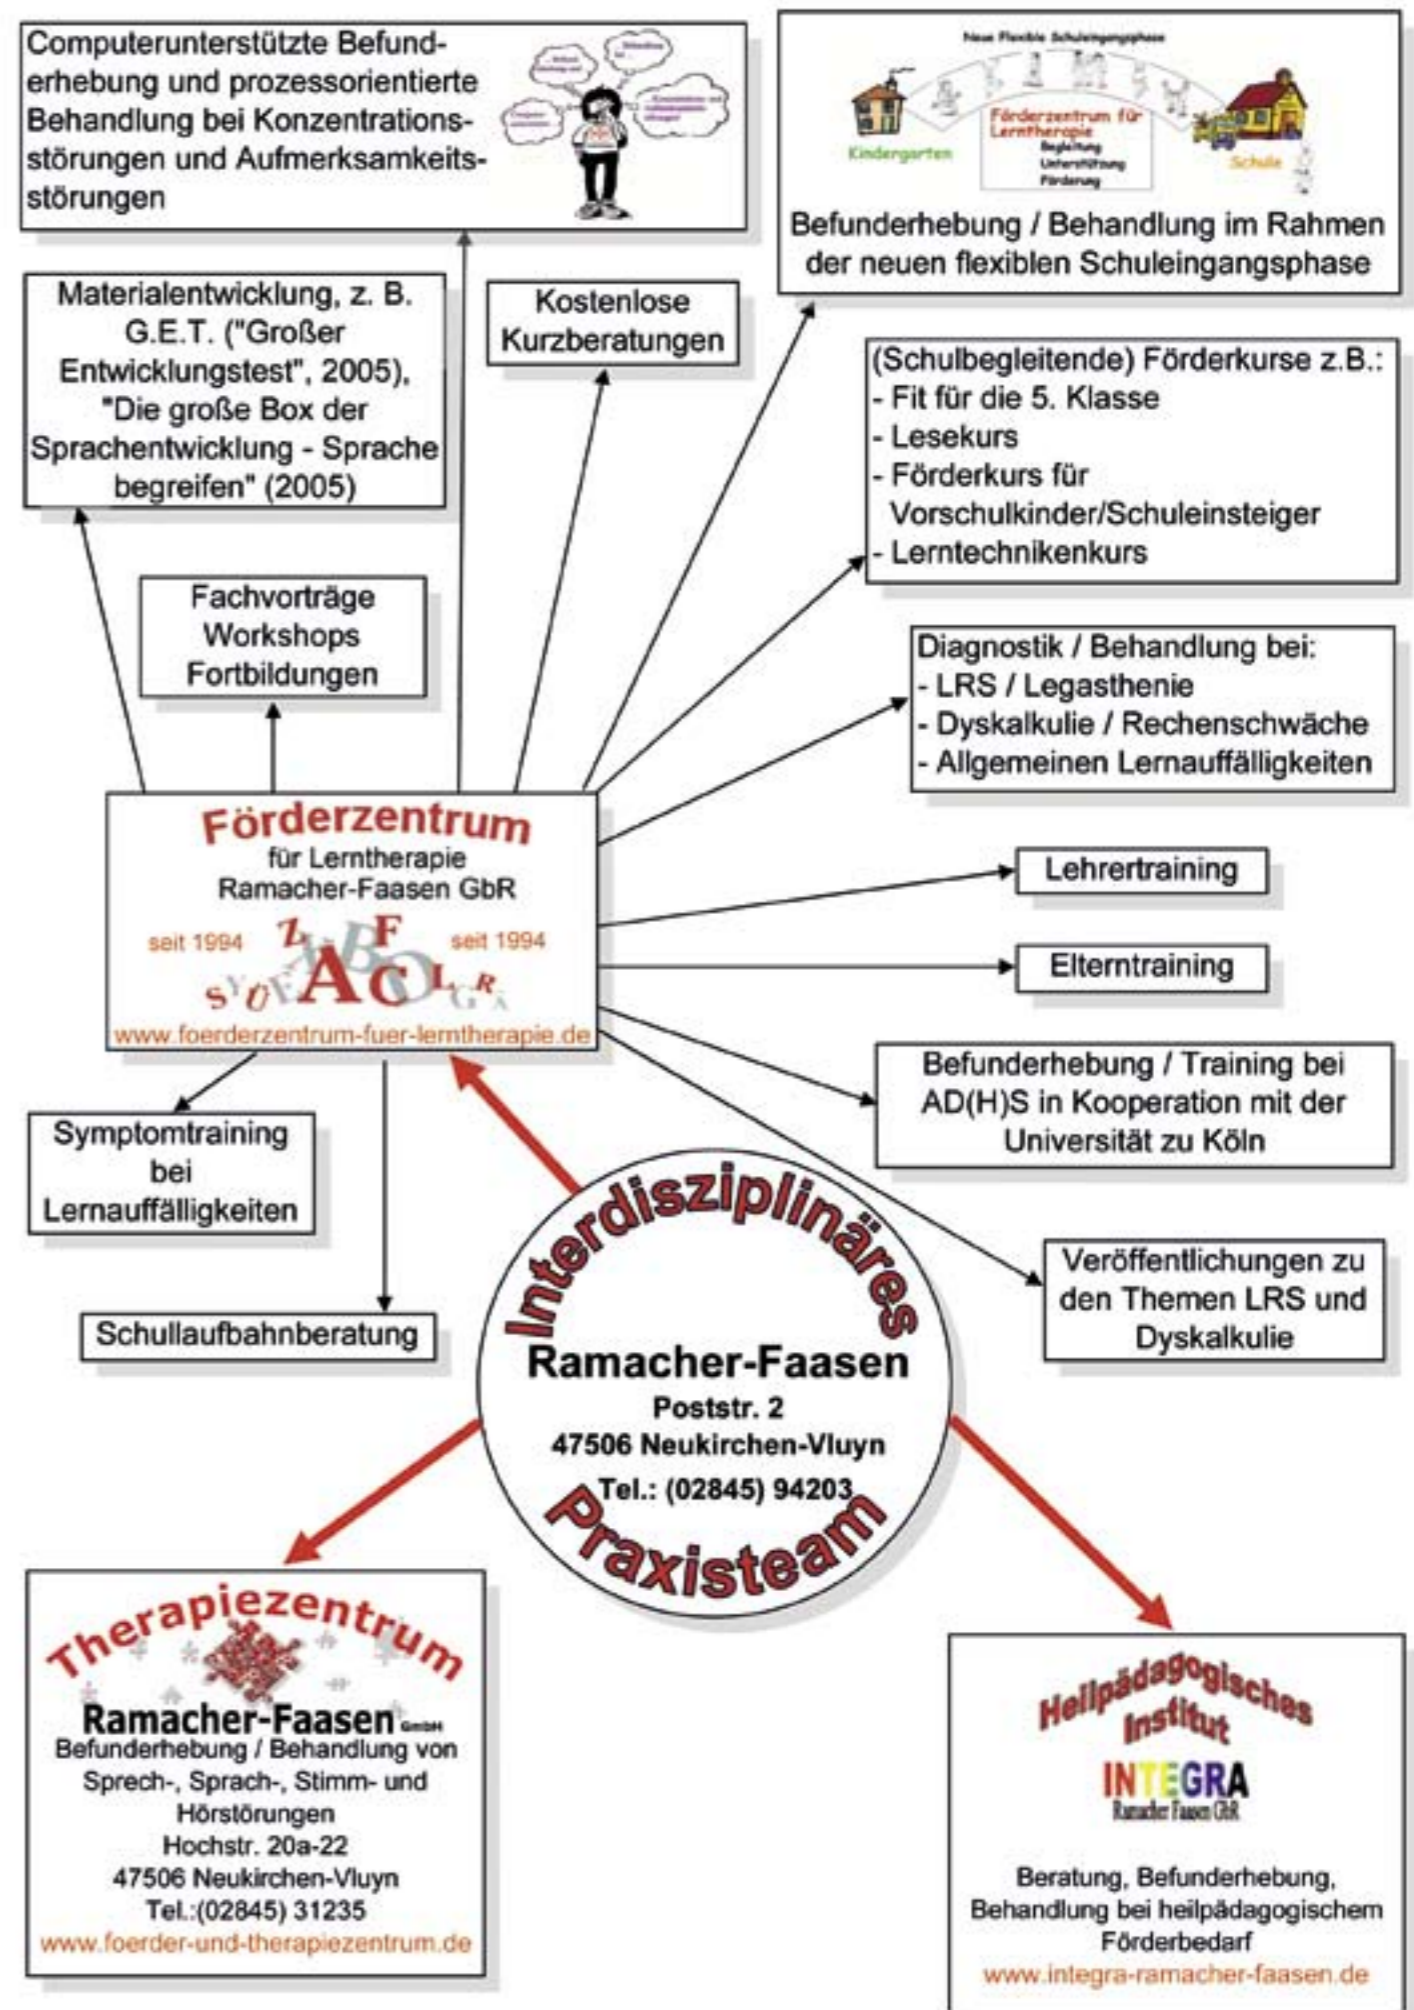 Computerunterstützte Befund-
erhebung und prozessorientierte
Behandlung bei Konzentrations-
störungen und Aufmerksamkeits-
störungen
Neue Flexible Schuleingangsphase
Kindergarten
Förderzentrum für
Lerntherapie
Begleitung
Unterstützung
Förderung
Schule
Befunderhebung / Behandlung im Rahmen
der neuen flexiblen Schuleingangsphase
Materialentwicklung, z. B.
G.E.T. ("Großer
Entwicklungstest", 2005),
"Die große Box der
Sprachentwicklung - Sprache
begreifen" (2005)
Kostenlose
Kurzberatungen
(Schulbegleitende) Förderkurse z.B.:
- Fit für die 5. Klasse
- Lesekurs
- Förderkurs für
Vorschulkinder/Schuleinsteiger
- Lerntechnikenkurs
Fachvorträge
Workshops
Fortbildungen
Diagnostik / Behandlung bei:
- LRS / Legasthenie
- Dyskalkulie / Rechenschwäche
- Allgemeinen Lernauffälligkeiten
Förderzentrum
für Lerntherapie
Ramacher-Faasen GbR
seit 1994
seit 1994
www.foerderzentrum-fuer-lerntherapie.de
Lehrertraining
Elterntraining
Befunderhebung / Training bei
AD(H)S in Kooperation mit der
Universität zu Köln
Symptomtraining
bei
Lernauffälligkeiten
Veröffentlichungen zu
den Themen LRS und
Dyskalkulie
Schullaufbahnberatung
Interdisziplinäres
Ramacher-Faasen
Poststr. 2
47506 Neukirchen-Vluyn
Tel.: (02845) 94203
Praxisteam
Therapiezentrum
Ramacher-Faasen GmbH
Befunderhebung / Behandlung von
Sprech-, Sprach-, Stimm- und
Hörstörungen
Hochstr. 20a-22
47506 Neukirchen-Vluyn
Tel.:(02845) 31235
www.foerder-und-therapiezentrum.de
Heilpädagogisches
Institut
INTEGRA
Ramacher Faasen GbR
Beratung, Befunderhebung,
Behandlung bei heilpädagogischem
Förderbedarf
www.integra-ramacher-faasen.de